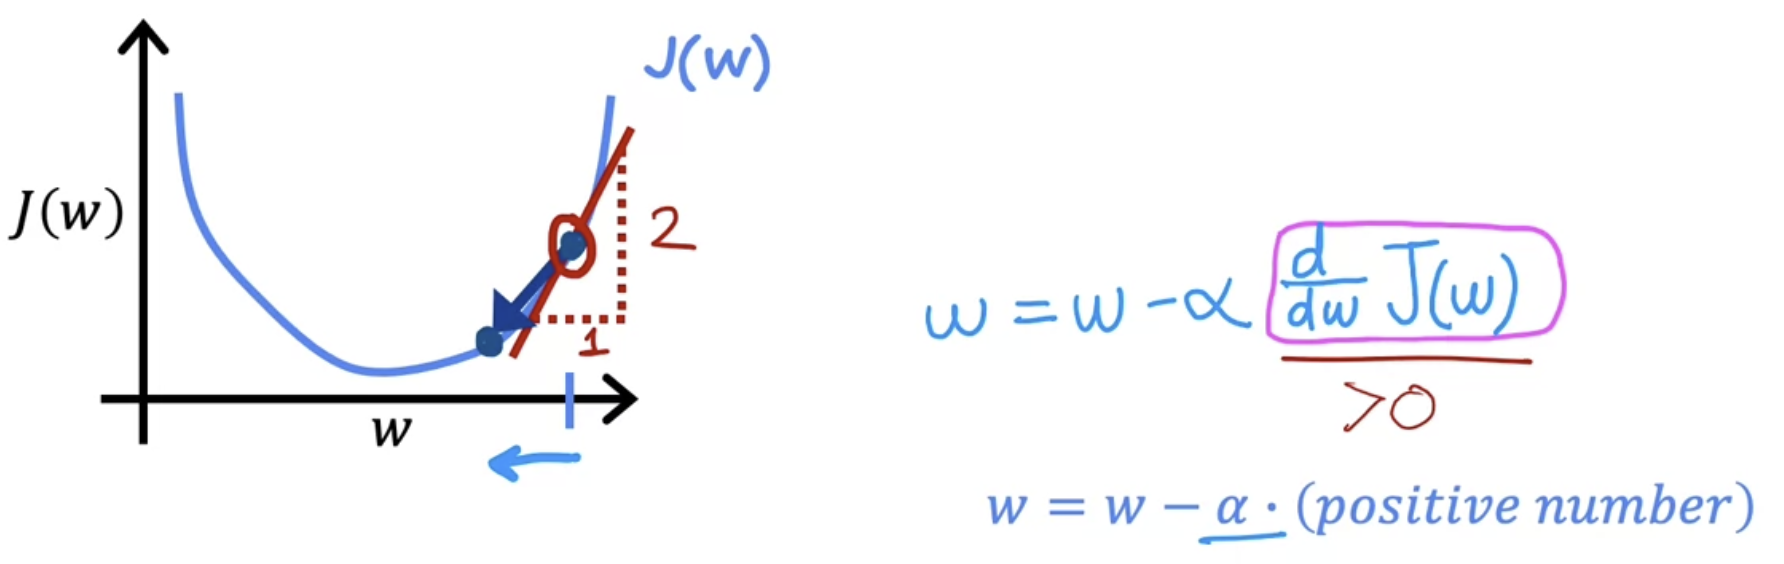 J(w)
J(w)
2
1
w
w = w - α d/dw J(w)
>0
w = w − α · (positive number)